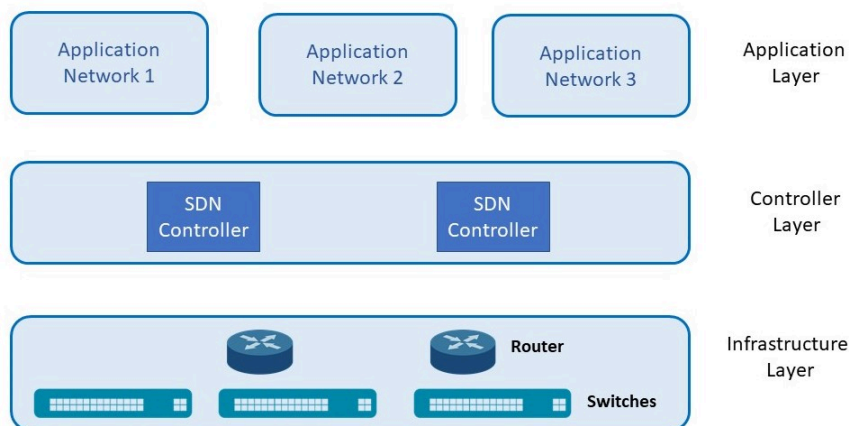 Application
Network 1
Application
Network 2
Application
Network 3
Application
Layer
SDN
Controller
SDN
Controller
Controller
Layer
Router
Infrastructure
Layer
Switches